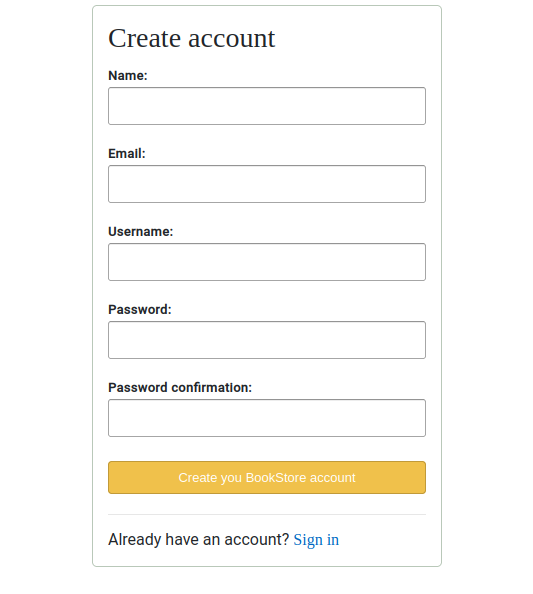 Create account
Name:
Email:
Username:
Password:
Password confirmation:
Create you BookStore account
Already have an account? Sign in